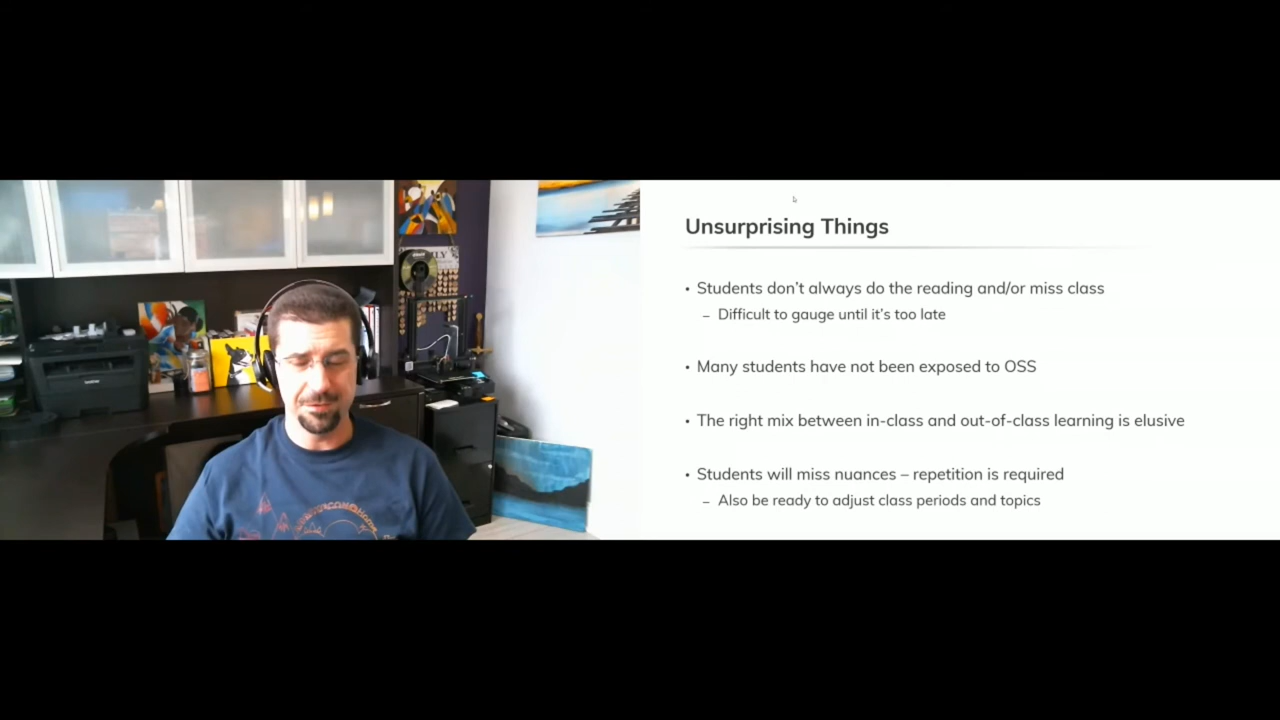 Unsurprising Things
• Students don't always do the reading and/or miss class
– Difficult to gauge until it's too late
• Many students have not been exposed to OSS
• The right mix between in-class and out-of-class learning is elusive
• Students will miss nuances – repetition is required
– Also be ready to adjust class periods and topics